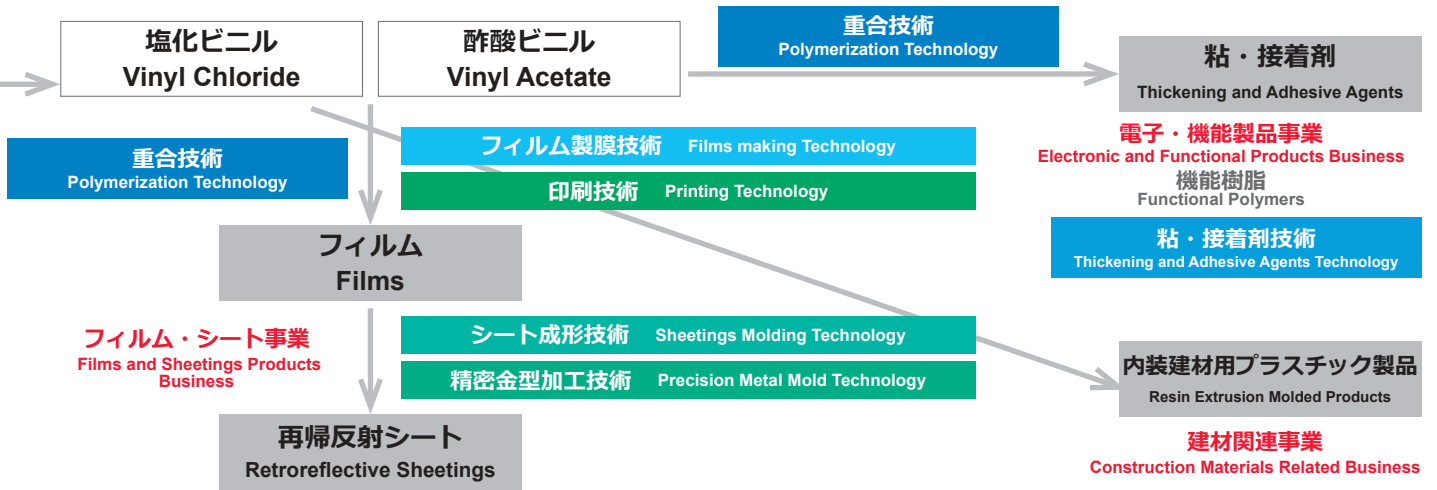 塩化ビニル
Vinyl Chloride
酢酸ビニル
Vinyl Acetate
重合技術
Polymerization Technology
粘・接着剤
Thickening and Adhesive Agents
電子・機能製品事業
Electronic and Functional Products Business
機能樹脂
Functional Polymers
粘・接着剤技術
Thickening and Adhesive Agents Technology
重合技術
Polymerization Technology
フィルム製膜技術 Films making Technology
印刷技術 Printing Technology
フィルム
Films
フィルム・シート事業
Films and Sheetings Products
Business
シート成形技術 Sheetings Molding Technology
精密金型加工技術 Precision Metal Mold Technology
再帰反射シート
Retroreflective Sheetings
内装建材用プラスチック製品
Resin Extrusion Molded Products
建材関連事業
Construction Materials Related Business